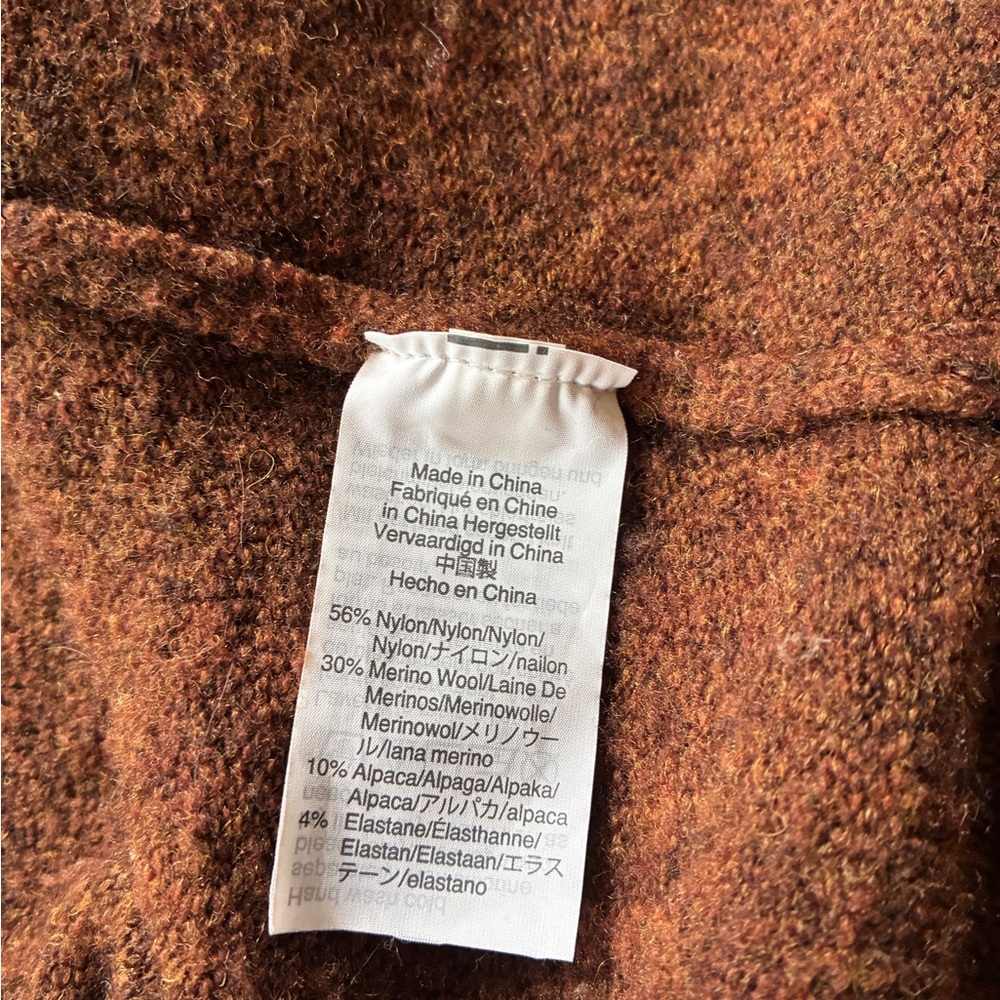 Made in China
Fabriqué en Chine
in China Hergestellt
Vervaardigd in China
中国製
Hecho en China
56% Nylon/Nylon/Nylon/
Nylon/ナイロン/nailon
30% Merino Wool/Laine De
Merinos/Merinowolle/
Merinowol/メリノウー
ル/lana merino
10% Alpaca/Alpaga/Alpaka/
Alpaca/アルパカ/alpaca
4% Elastane/Élasthanne/
Elastan/Elastaan/エラス
テーン/elastano
Hand wash cold